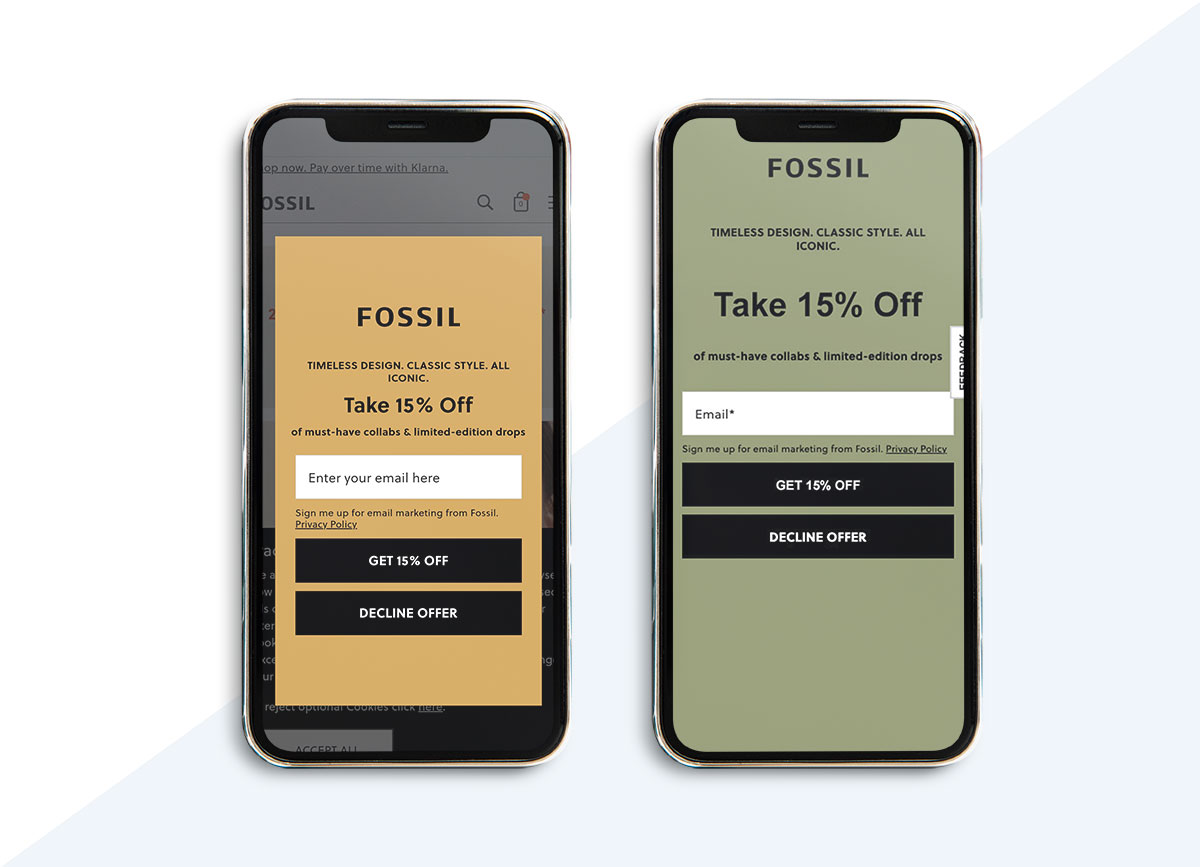 op now. Pay over time with Klarna.
OSSIL
0
2
*
FOSSIL
TIMELESS DESIGN. CLASSIC STYLE. ALL
ICONIC.
Take 15% Off
of must-have collabs & limited-edition drops
Enter your email here
Sign me up for email marketing from Fossil.
Privacy Policy
GET 15% OFF
DECLINE OFFER
reject optional Cookies click here.
ACCEPT ALL
FOSSIL
TIMELESS DESIGN. CLASSIC STYLE. ALL
ICONIC.
Take 15% Off
of must-have collabs & limited-edition drops
FEEDBACK
Email*
Sign me up for email marketing from Fossil. Privacy Policy
GET 15% OFF
DECLINE OFFER